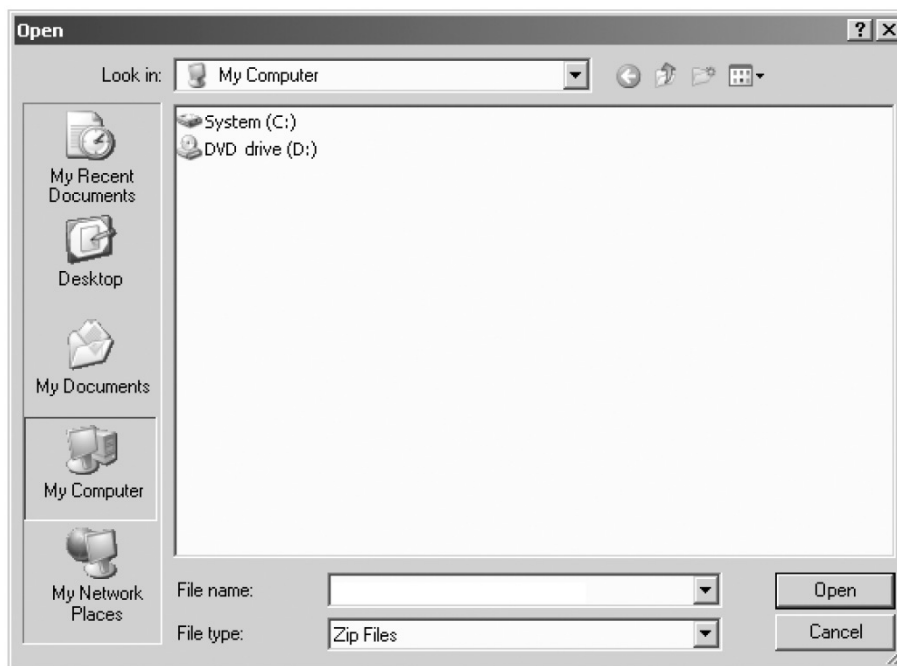 Open
Look in:
My Computer
System (C:)
DVD drive (D:)
My Recent
Documents
Desktop
My Documents
My Computer
My Network
Places
File name:
Open
File type:
Zip Files
Cancel